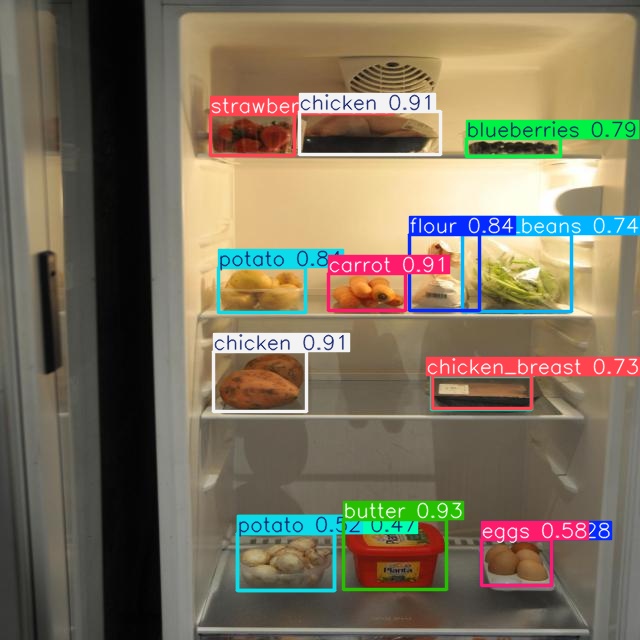 strawber
chicken 0.91
blueberries 0.79
flour 0.84
beans 0.74
potato 0.84
carrot 0.91
chicken 0.91
chicken_breast 0.73
butter 0.93
potato 0.52
0.47
eggs 0.58
28
Planta